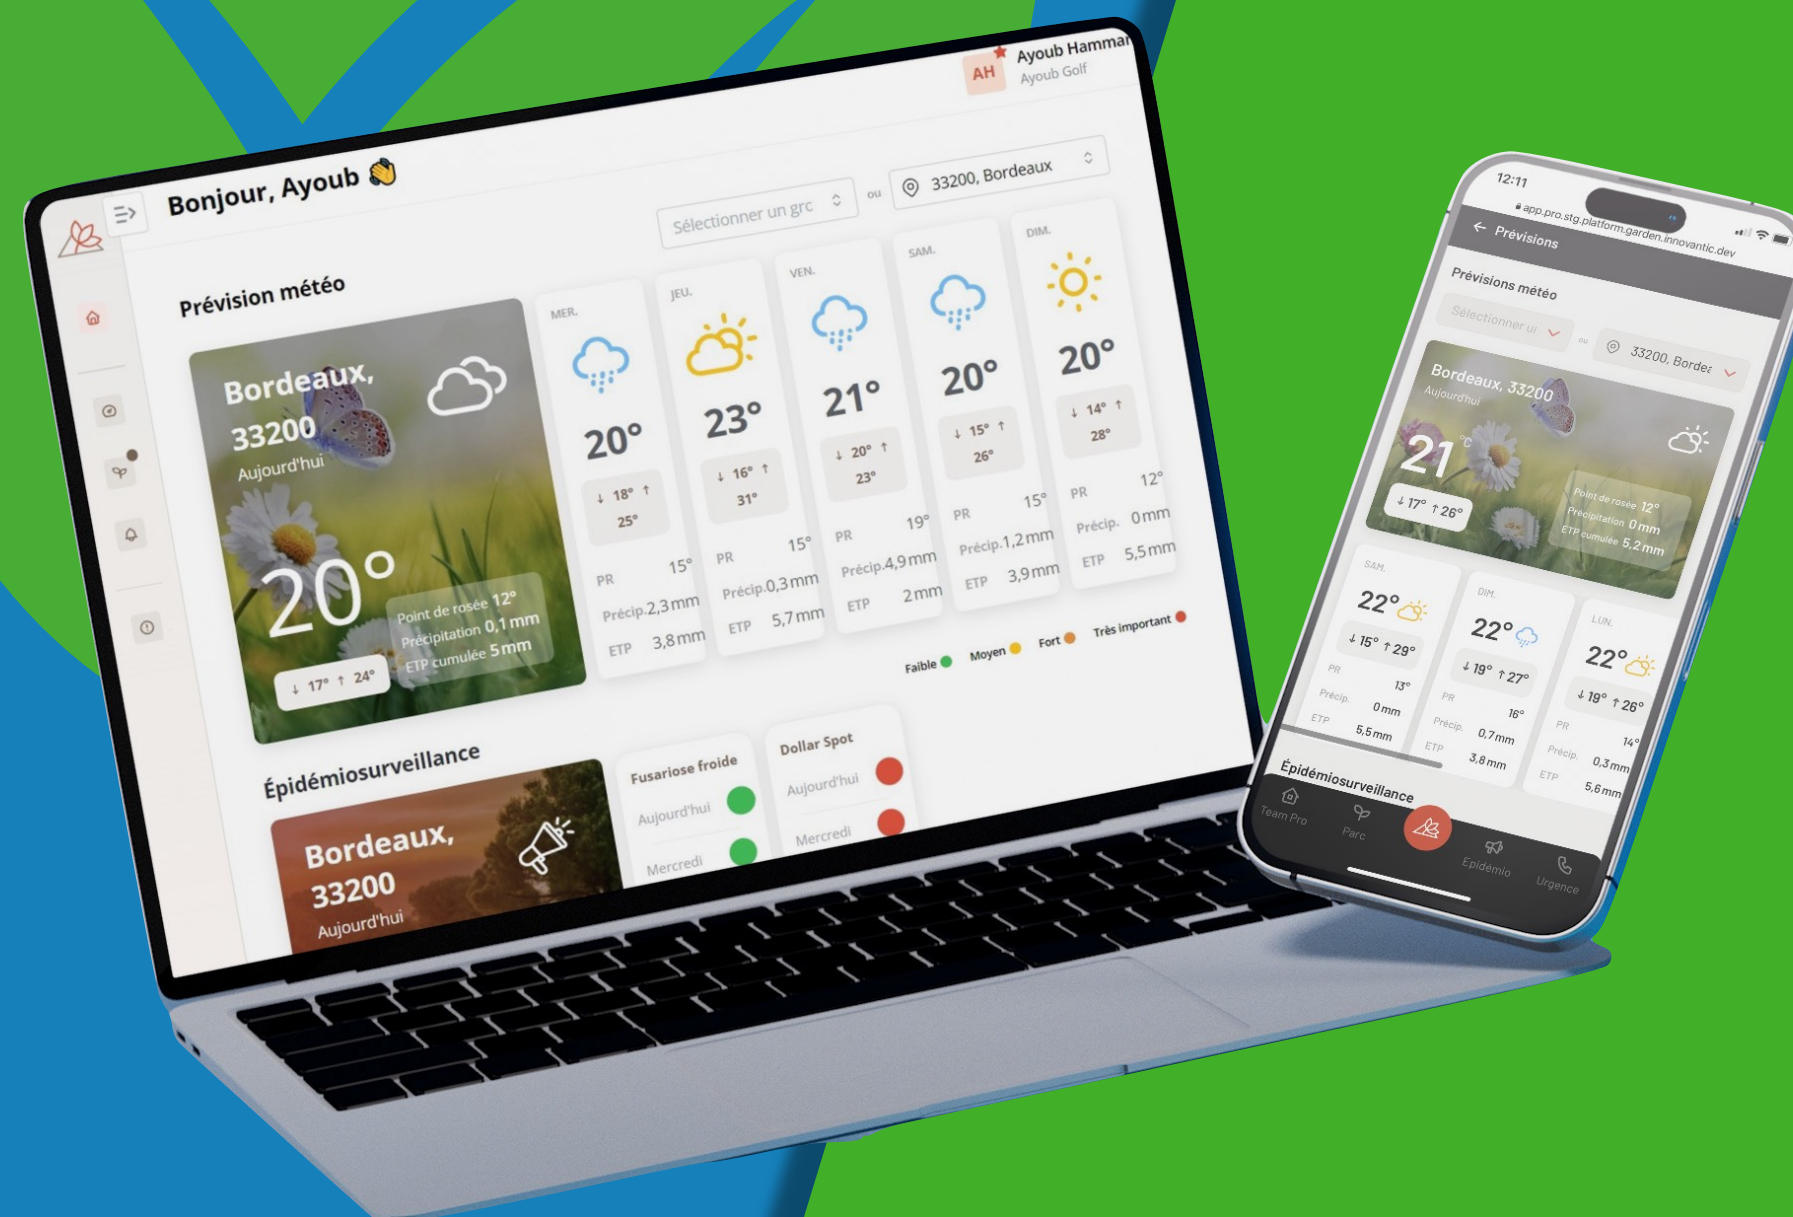 AH
Ayoub Hammar
Ayoub Golf
Bonjour, Ayoub 👋
Sélectionner un grc
ou
33200, Bordeaux
Prévision météo
Bordeaux,
33200
Aujourd'hui
20°
↓ 17° ↑ 24°
Point de rosée 12°
Précipitation 0,1 mm
ETP cumulée 5 mm
MER.
20°
↓ 18° ↑
25°
PR 15°
Précip. 2,3 mm
ETP 3,8 mm
JEU.
23°
↓ 16° ↑
31°
PR 15°
Précip. 0,3 mm
ETP 5,7 mm
VEN.
21°
↓ 20° ↑
23°
PR 19°
Précip. 4,9 mm
ETP 2 mm
SAM.
20°
↓ 15° ↑
26°
PR 15°
Précip. 1,2 mm
ETP 3,9 mm
DIM.
20°
↓ 14° ↑
28°
PR 12°
Précip. 0 mm
ETP 5,5 mm
Faible Moyen Fort Très important
Épidémiosurveillance
Bordeaux,
33200
Aujourd'hui
Fusariose froide
Aujourd'hui
Mercredi
Dollar Spot
Aujourd'hui
Mercredi
12:11
app.pro.stg.platform.garden.innovantic.dev
← Prévisions
Prévisions météo
Sélectionner ui
ou
33200, Bordea
Bordeaux, 33200
Aujourd'hui
21°C
↓ 17° ↑ 26°
Point de rosée 12°
Précipitation 0 mm
ETP cumulée 5,2 mm
SAM.
22°
↓ 15° ↑ 29°
PR 13°
Précip. 0 mm
ETP 5,5 mm
DIM.
22°
↓ 19° ↑ 27°
PR 16°
Précip. 0,7 mm
ETP 3,8 mm
LUN.
22°
↓ 19° ↑ 26°
PR 14°
Précip. 0,3 mm
ETP 5,6 mm
Épidémiosurveillance
Team Pro
Parc
Epidémio
Urgence